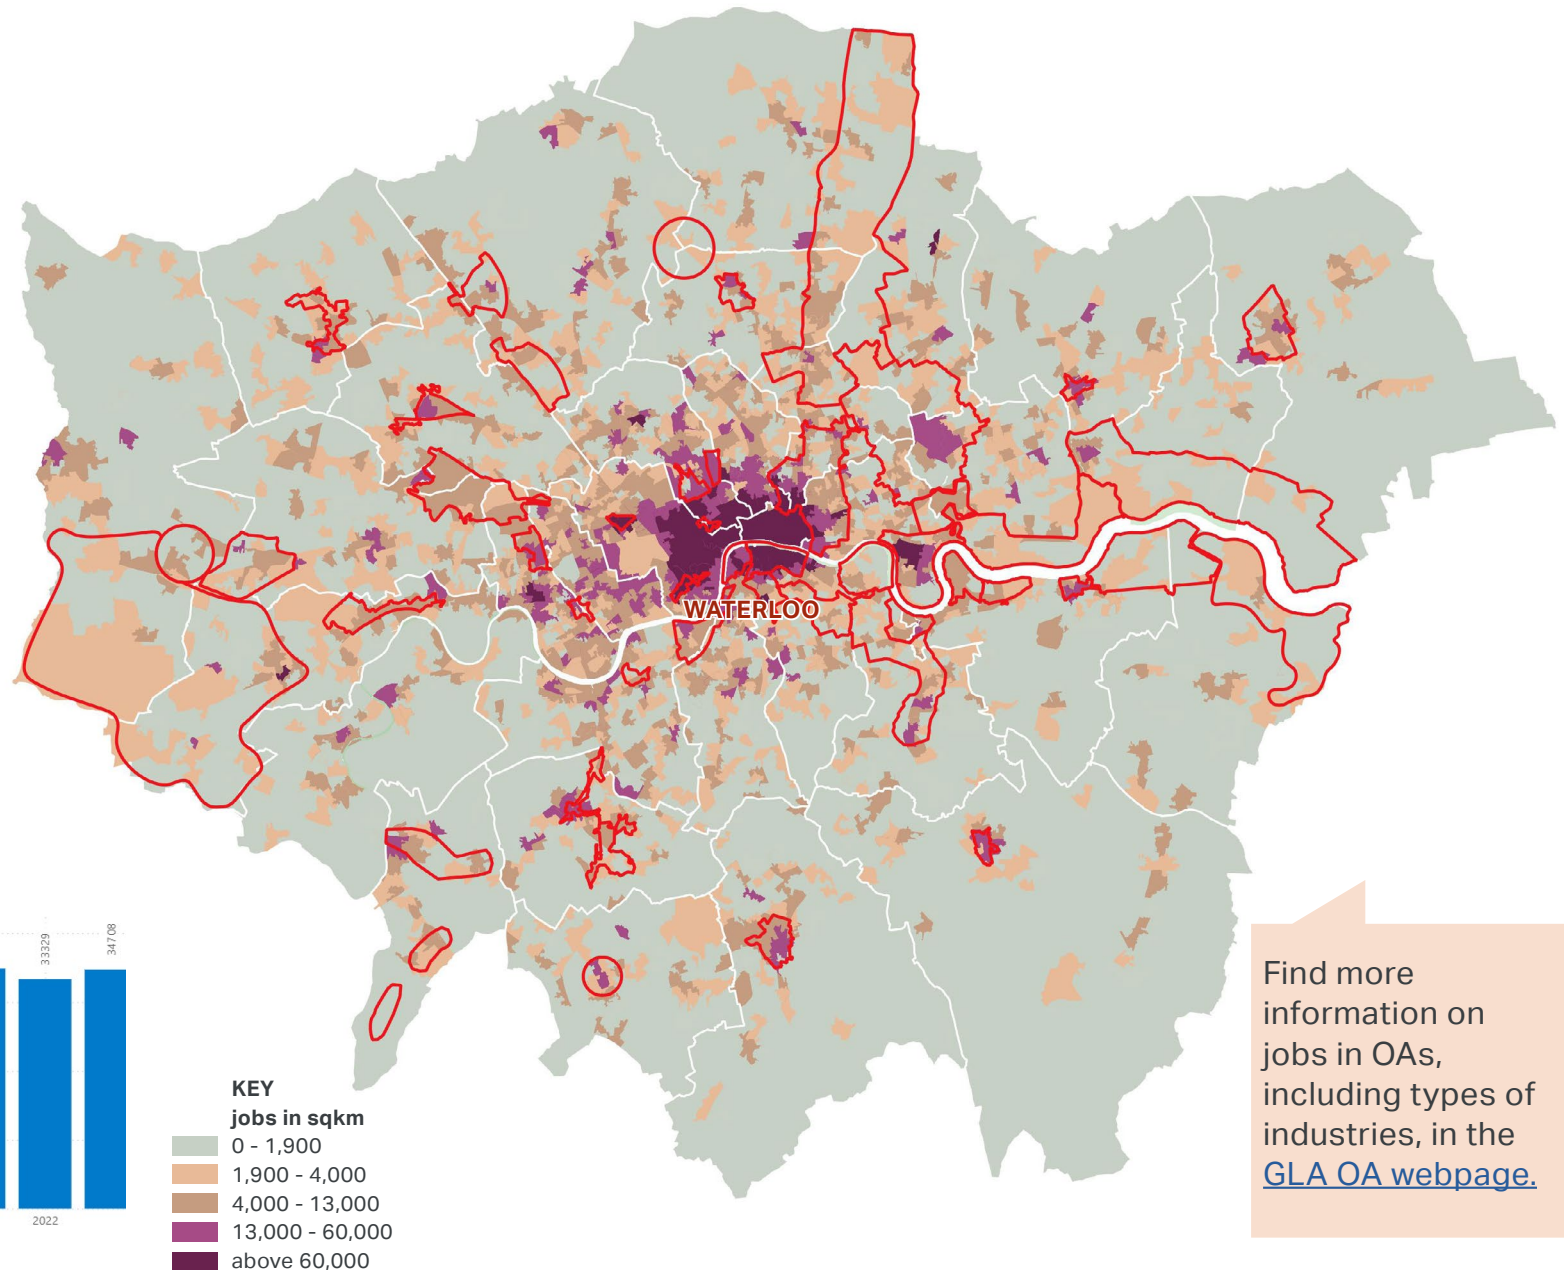 WATERLOO
33329
34708
2022
KEY
jobs in sqkm
0 - 1,900
1,900 - 4,000
4,000 - 13,000
13,000 - 60,000
above 60,000
Find more
information on
jobs in OAs,
including types of
industries, in the
GLA OA webpage.